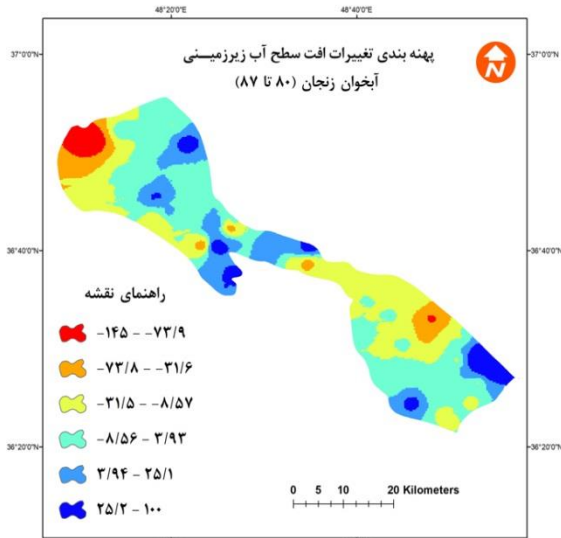 48°20'0"E
48°40'0"E
37°0'0"N
37°0'0"N
پهنه بندی تغییرات افت سطح آب زیرزمینی
آبخوان زنجان (۸۰ تا ۸۷)
N
36°40'0"N
36°40'0"N
راهنمای نقشه
-۱۴۵ - -۷۳/۹
-۷۳/۸ - -۳۱/۶
-۳۱/۵ - -۸/۵۷
-۸/۵۶ - ۳/۹۳
۳/۹۴ - ۲۵/۱
۲۵/۲ - ۱۰۰
36°20'0"N
36°20'0"N
0 5 10 20 Kilometers